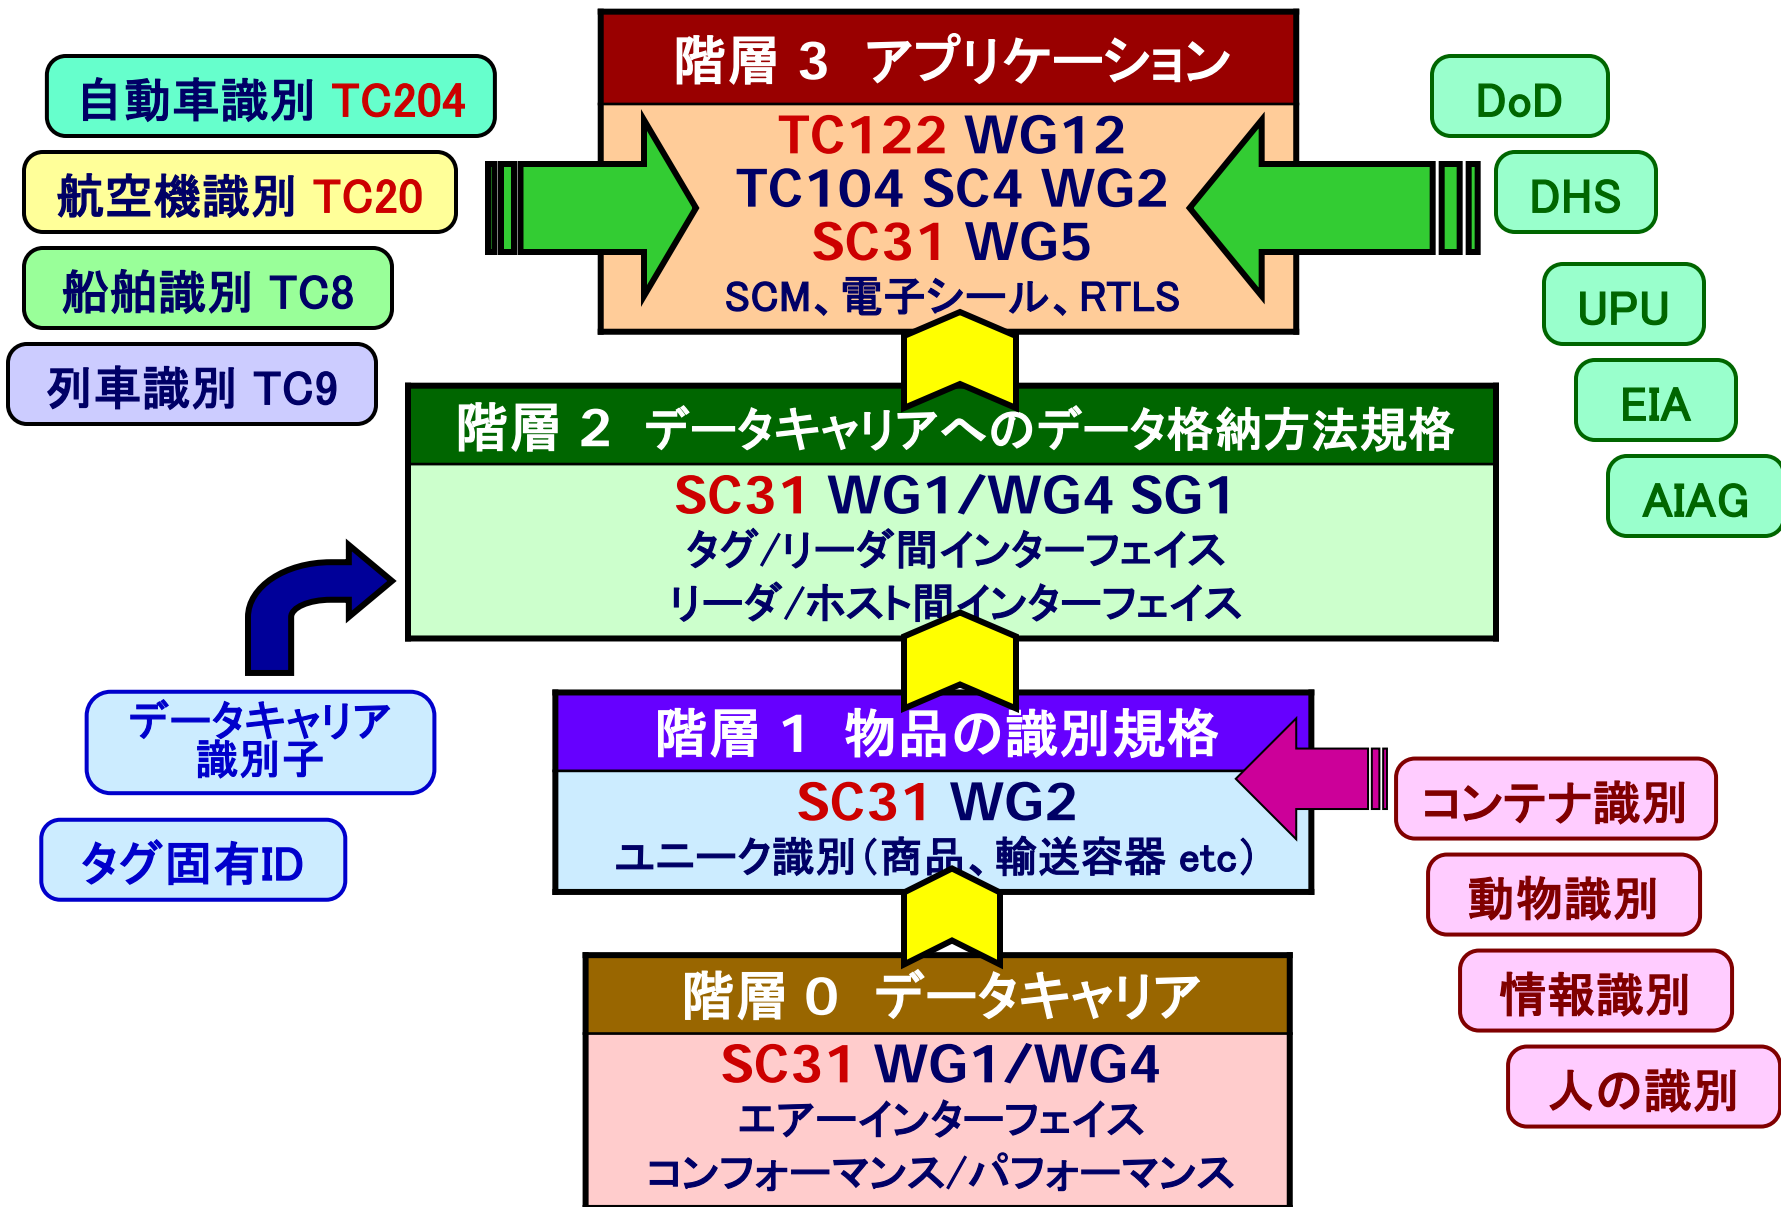 階層 3 アプリケーション
TC122 WG12
TC104 SC4 WG2
SC31 WG5
SCM、電子シール、RTLS
自動車識別 TC204
航空機識別 TC20
船舶識別 TC8
列車識別 TC9
DoD
DHS
UPU
EIA
AIAG
階層 2 データキャリアへのデータ格納方法規格
SC31 WG1/WG4 SG1
タグ/リーダ間インターフェイス
リーダ/ホスト間インターフェイス
データキャリア
識別子
タグ固有ID
階層 1 物品の識別規格
SC31 WG2
ユニーク識別(商品、輸送容器 etc)
コンテナ識別
動物識別
情報識別
人の識別
階層 0 データキャリア
SC31 WG1/WG4
エアーインターフェイス
コンフォーマンス/パフォーマンス